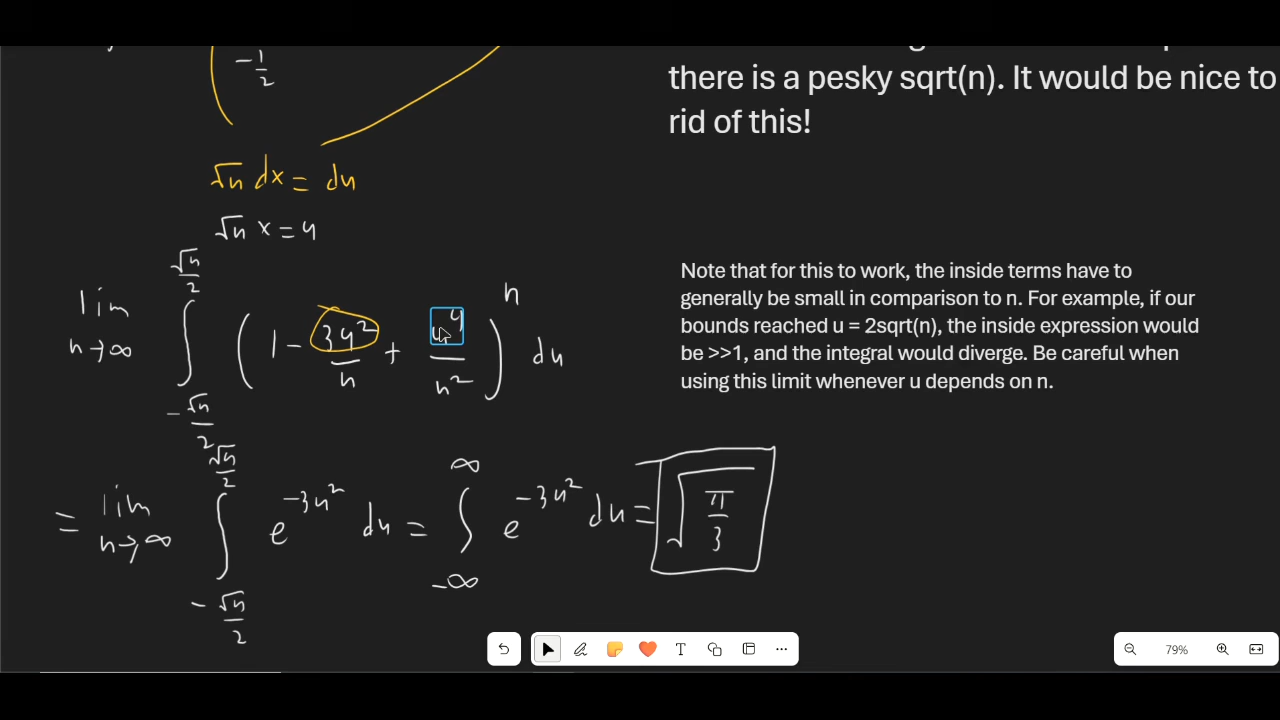 -1/2
there is a pesky sqrt(n). It would be nice to
rid of this!
√n dx = du
√n x = u
lim n→∞ ∫_{-√n/2}^{√n/2} (1 - 3u²/n + u⁴/n²)^n du
Note that for this to work, the inside terms have to
generally be small in comparison to n. For example, if our
bounds reached u = 2sqrt(n), the inside expression would
be >>1, and the integral would diverge. Be careful when
using this limit whenever u depends on n.
= lim n→∞ ∫_{-√n/2}^{√n/2} e^{-3u²} du = ∫_{-∞}^{∞} e^{-3u²} du = √(π/3)
79%